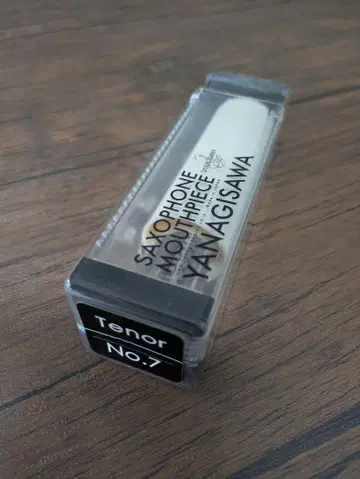 SAXOPHONE
MOUTHPIECE
YANAGISAWA
Tenor
No.7